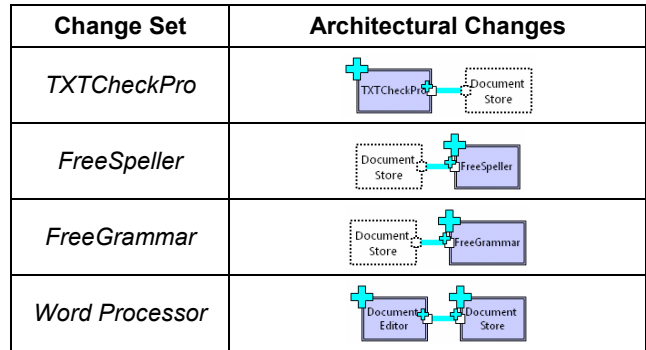 Change Set Architectural Changes
TXTCheckPro TXTCheckPro Document
Store
FreeSpeller Document
Store FreeSpeller
FreeGrammar Document
Store FreeGrammar
Word Processor Document
Editor Document
Store